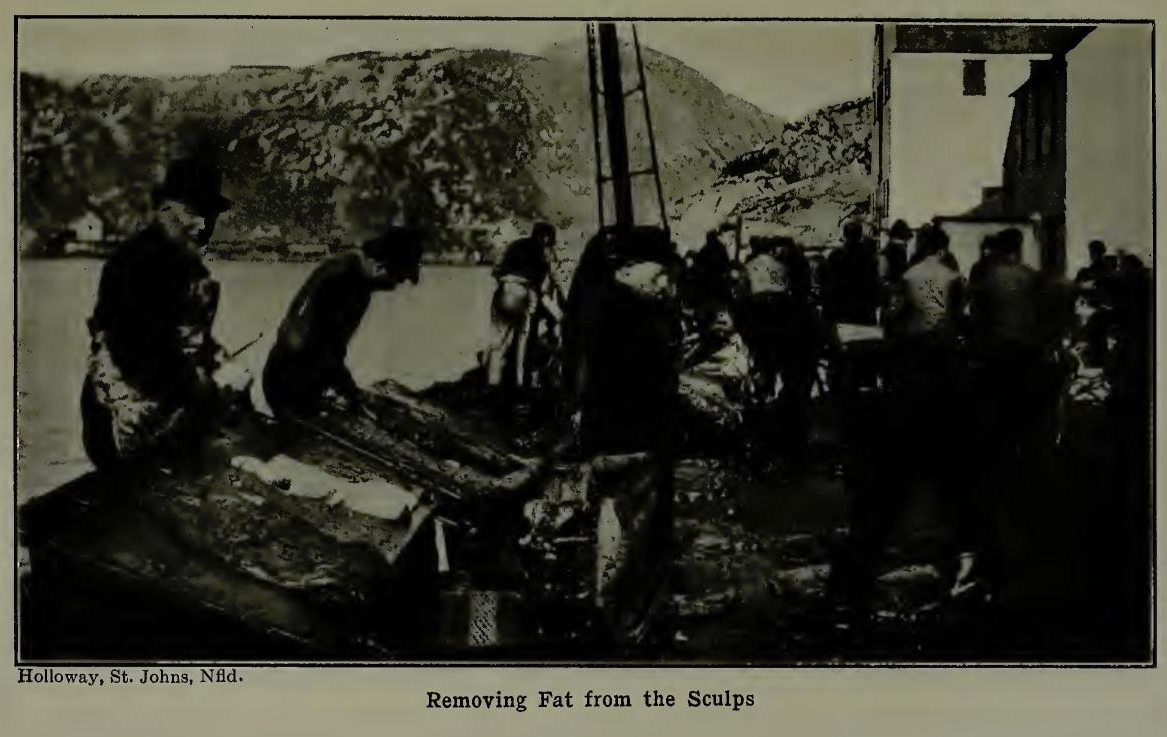 Holloway, St. Johns, Nfld.
Removing Fat from the Sculps